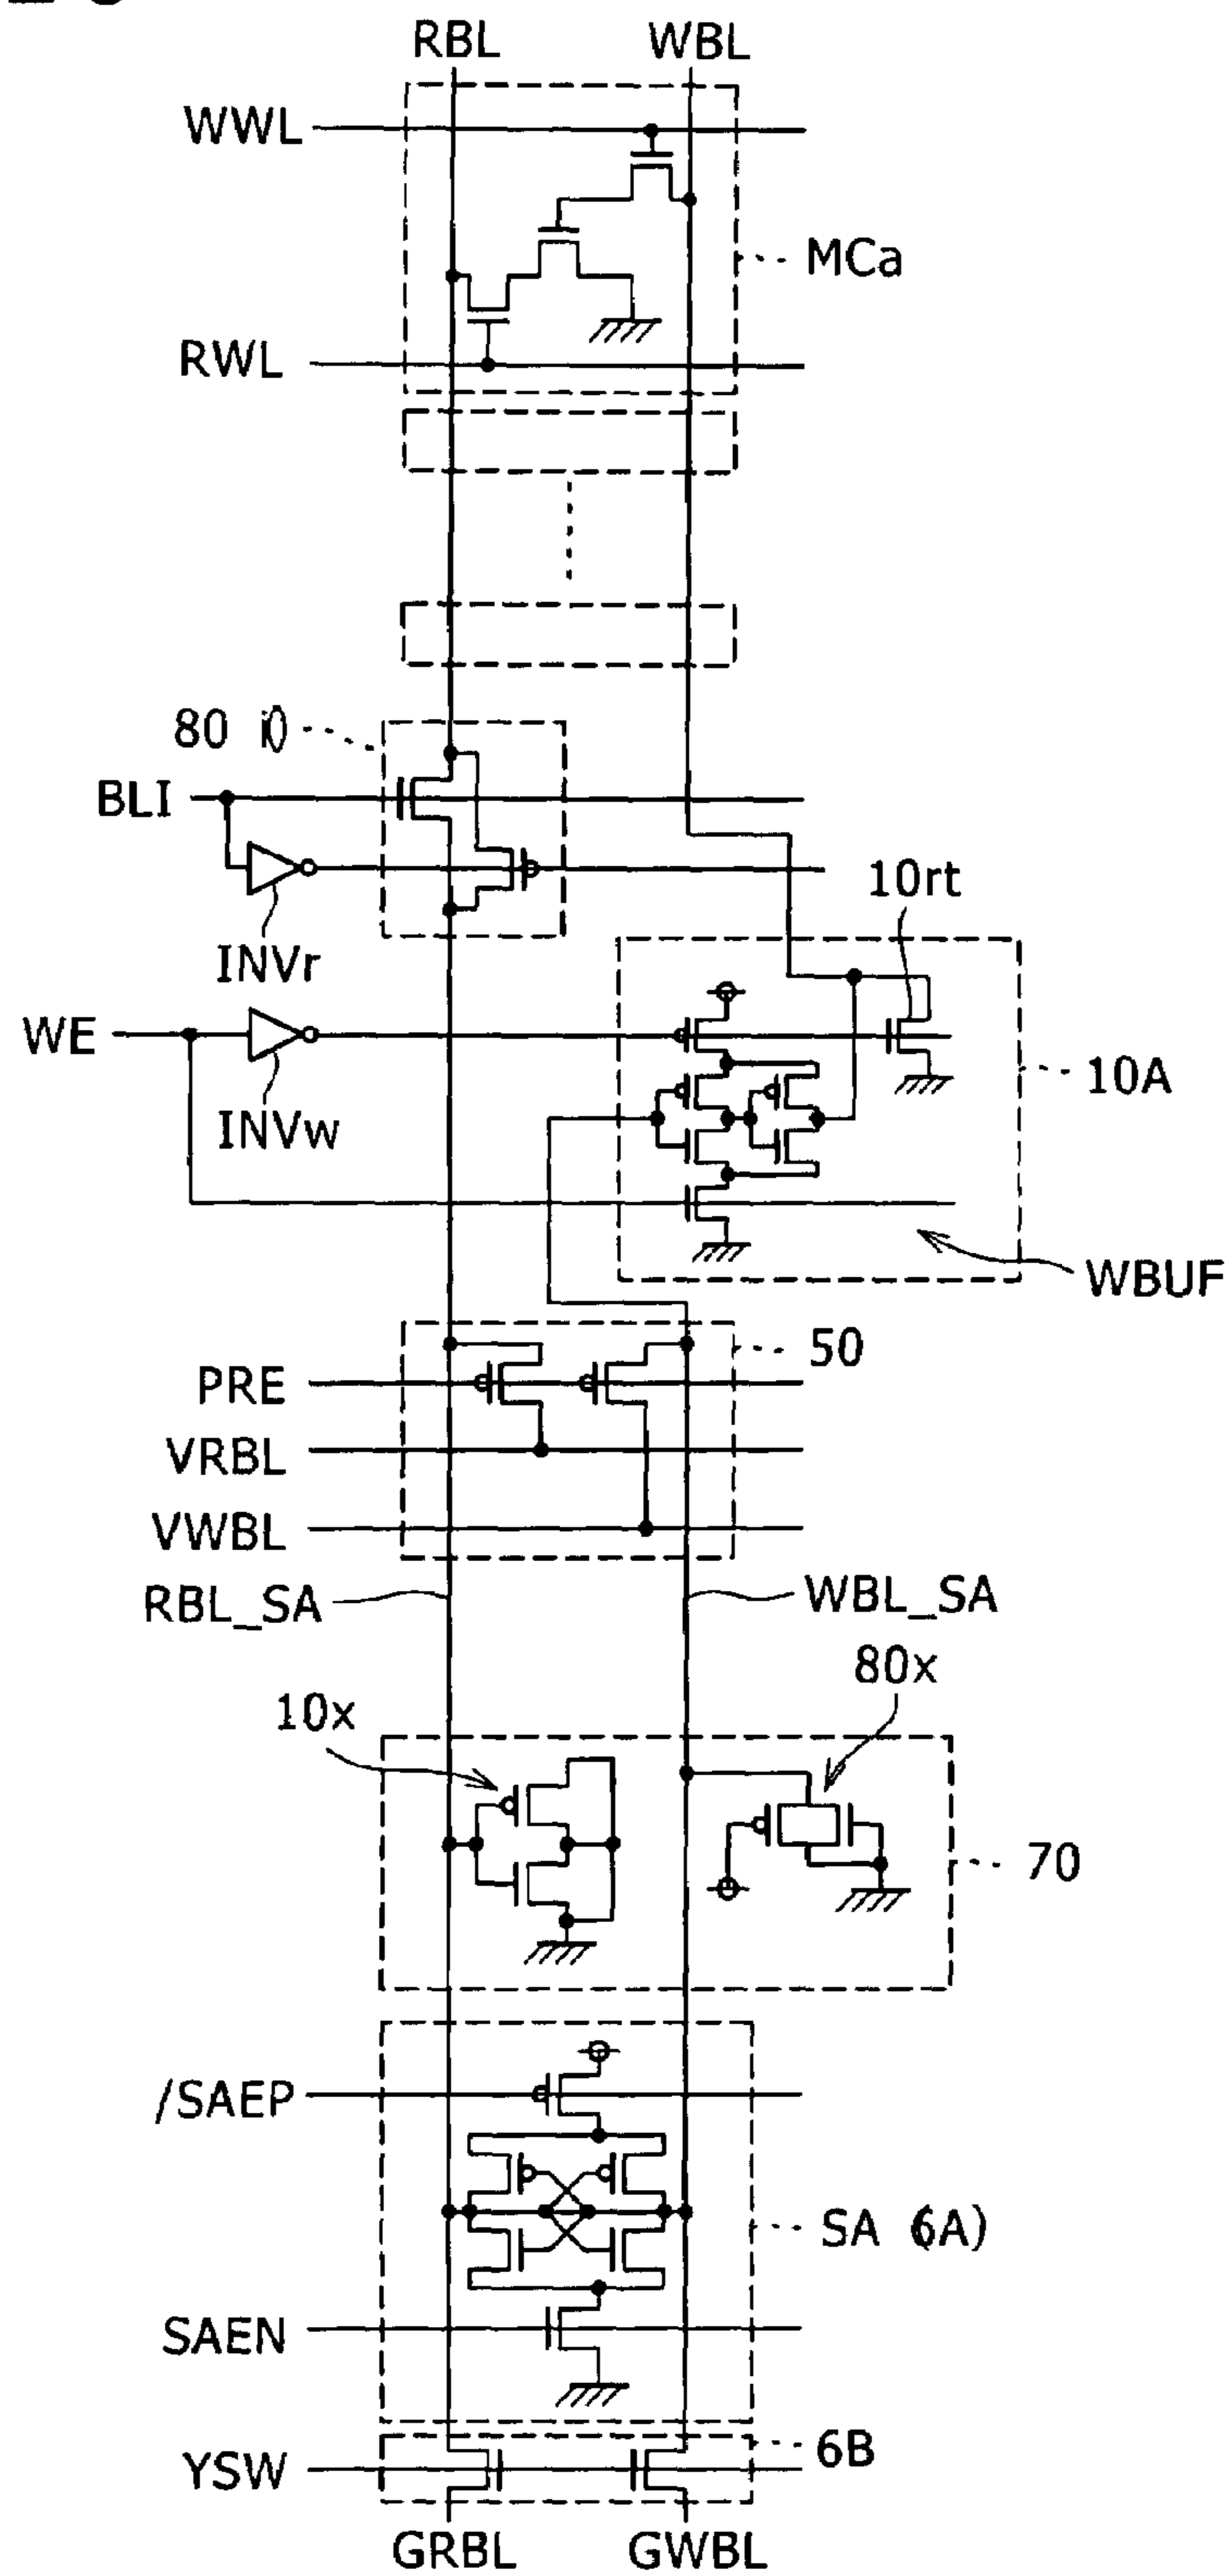 RBL WBL
WWL
MCa
RWL
80 i)
BLI
10rt
INVr
WE
10A
INVw
WBUF
50
PRE
VRBL
VWBL
RBL_SA WBL_SA
80x
10x
70
/SAEP
SA (6A)
SAEN
6B
YSW
GRBL GWBL